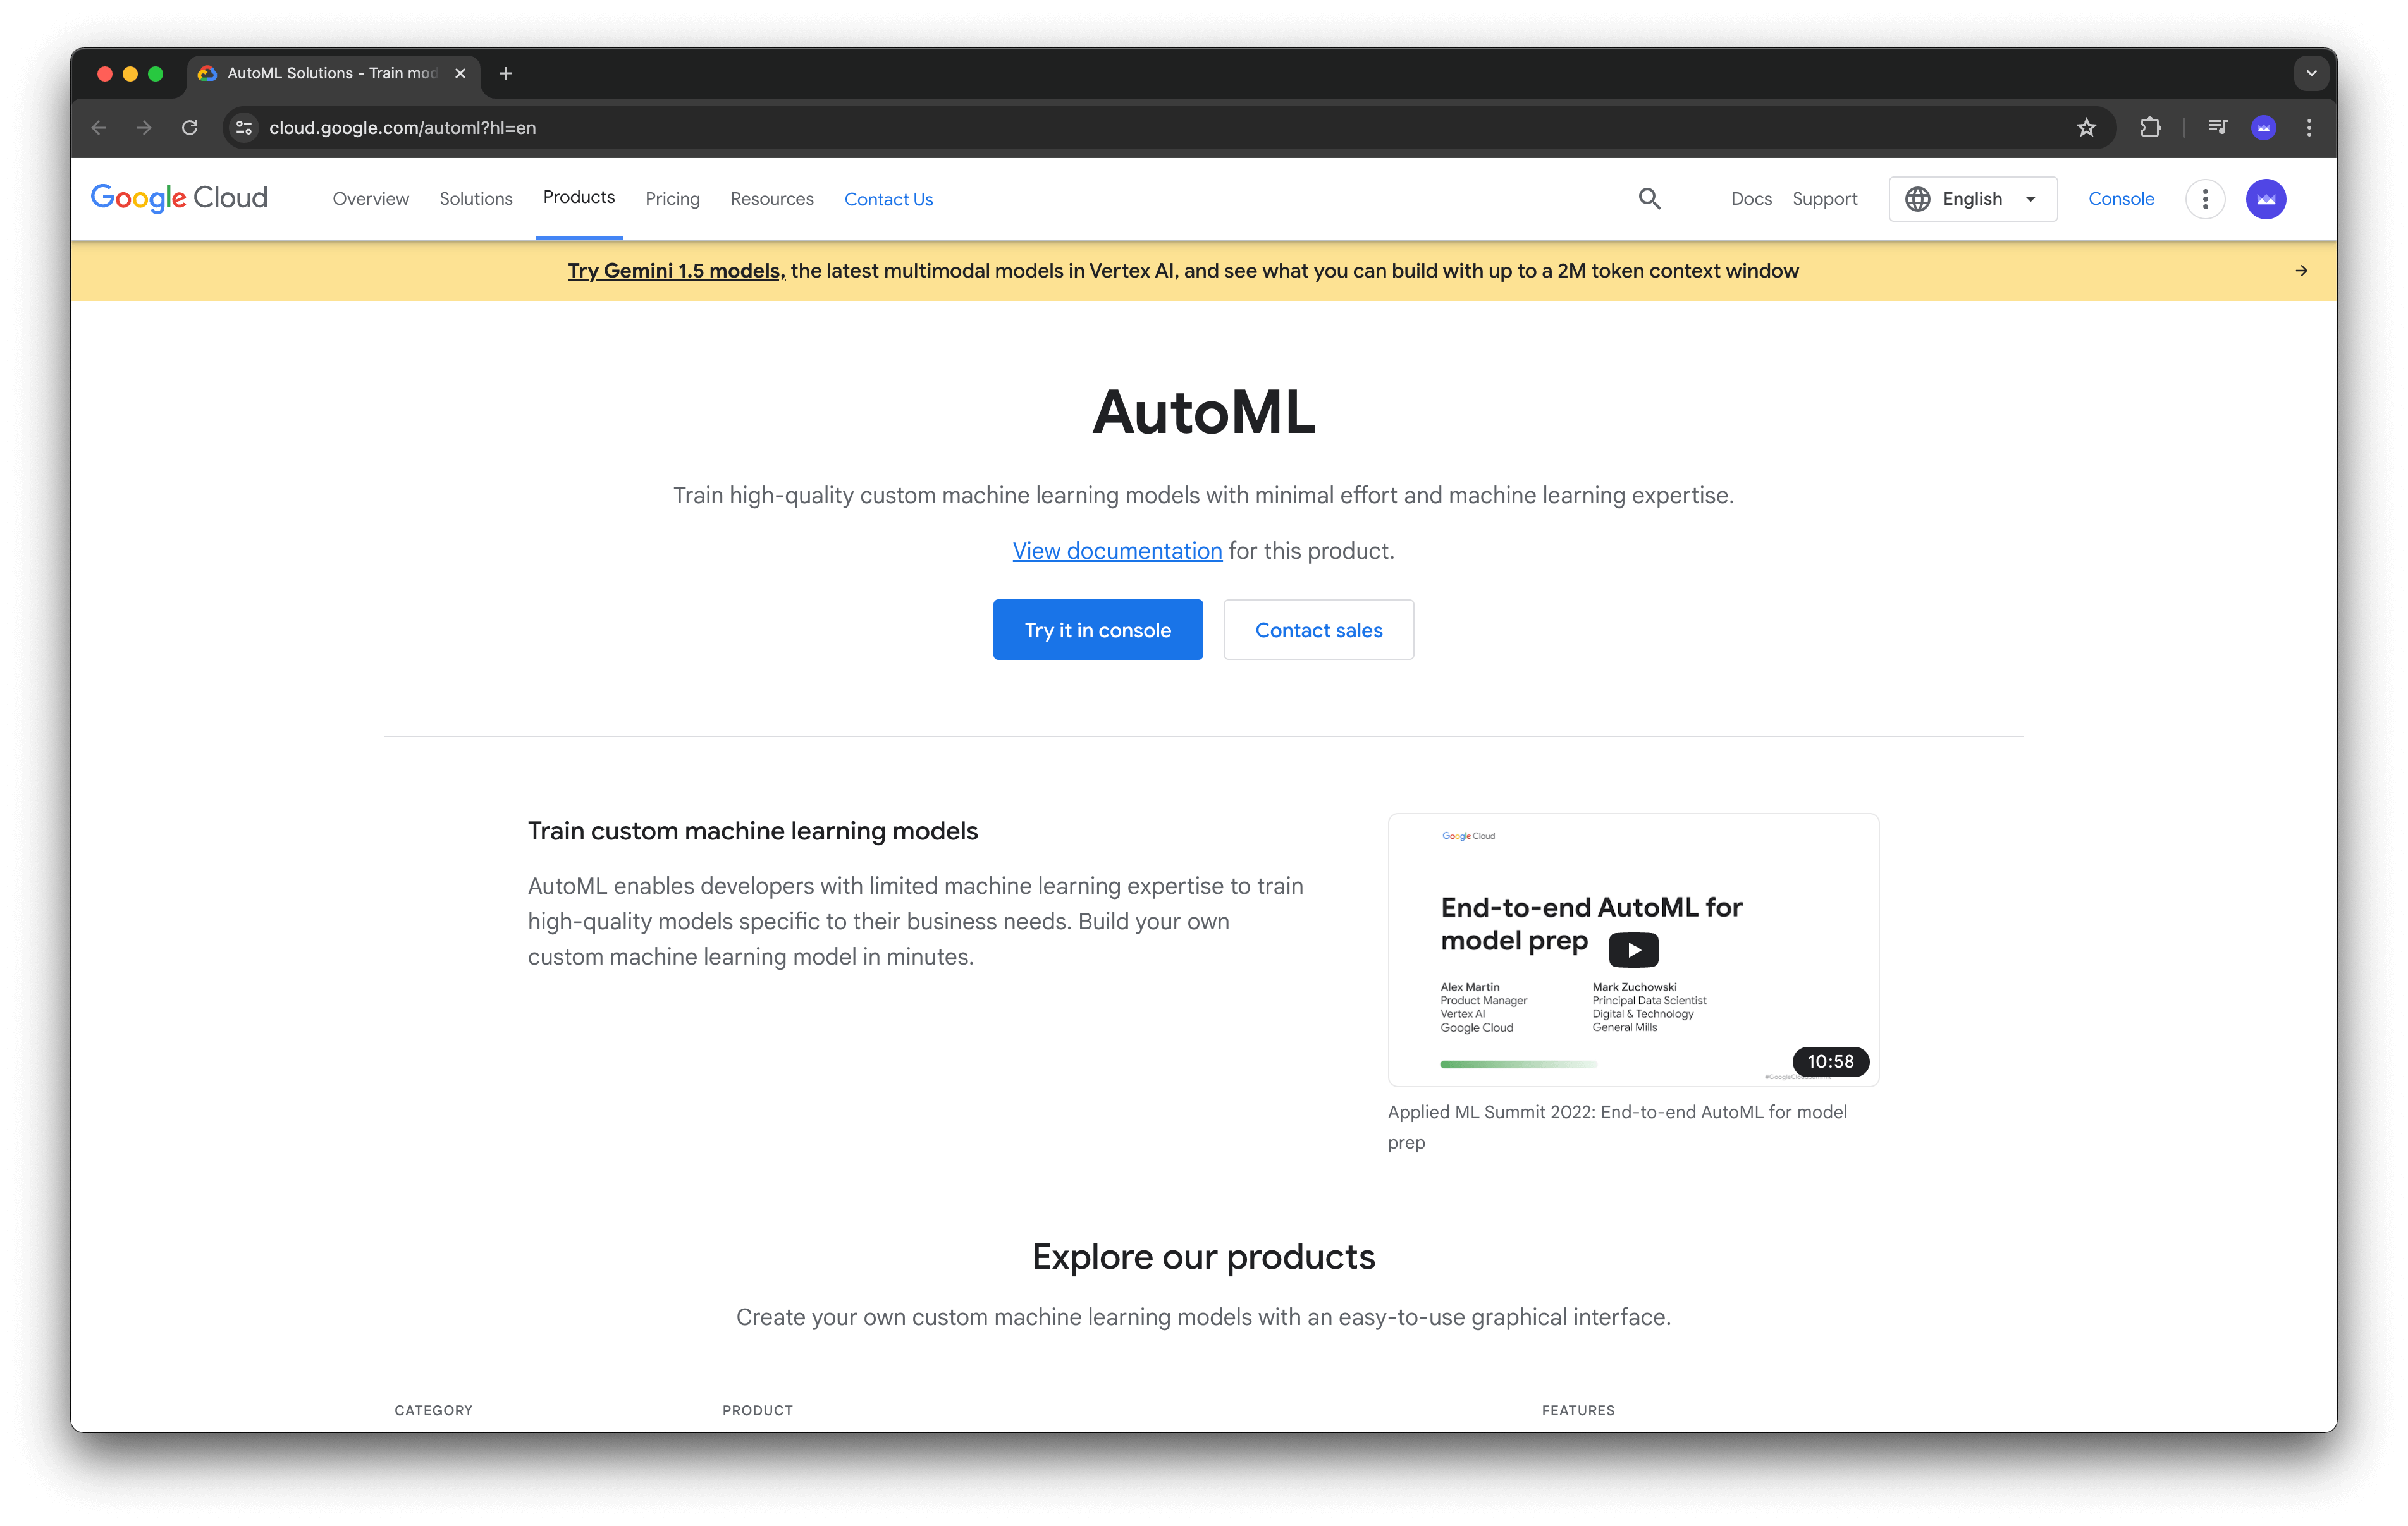 AutoML Solutions - Train mod
cloud.google.com/automl?hl=en
Google Cloud
Overview
Solutions
Products
Pricing
Resources
Contact Us
Docs
Support
English
Console
Try Gemini 1.5 models, the latest multimodal models in Vertex AI, and see what you can build with up to a 2M token context window
AutoML
Train high-quality custom machine learning models with minimal effort and machine learning expertise.
View documentation for this product.
Try it in console
Contact sales
Train custom machine learning models
AutoML enables developers with limited machine learning expertise to train
high-quality models specific to their business needs. Build your own
custom machine learning model in minutes.
Google Cloud
End-to-end AutoML for
model prep
Alex Martin
Product Manager
Vertex AI
Google Cloud
Mark Zuchowski
Principal Data Scientist
Digital & Technology
General Mills
10:58
Applied ML Summit 2022: End-to-end AutoML for model
prep
Explore our products
Create your own custom machine learning models with an easy-to-use graphical interface.
CATEGORY
PRODUCT
FEATURES